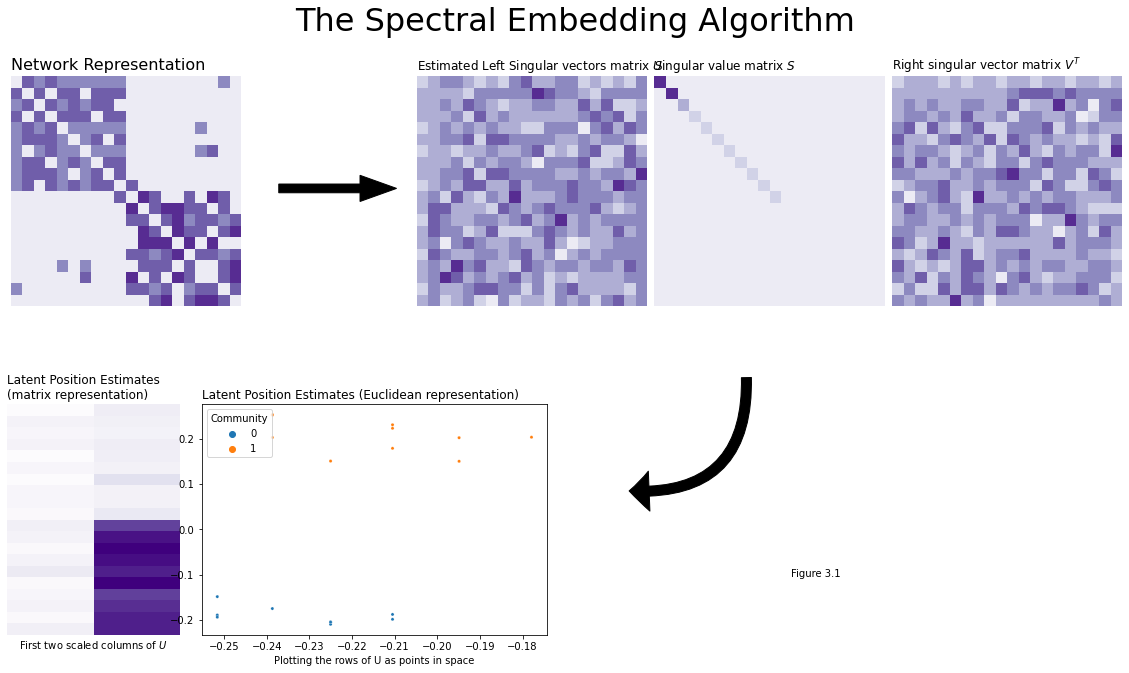 The Spectral Embedding Algorithm
Network Representation
Estimated Left Singular vectors matrix U
Singular value matrix S
Right singular vector matrix V^T
Latent Position Estimates
(matrix representation)
First two scaled columns of U
Latent Position Estimates (Euclidean representation)
Community
0
1
0.2
0.1
0.0
−0.1
−0.2
−0.25 −0.24 −0.23 −0.22 −0.21 −0.20 −0.19 −0.18
Plotting the rows of U as points in space
Figure 3.1